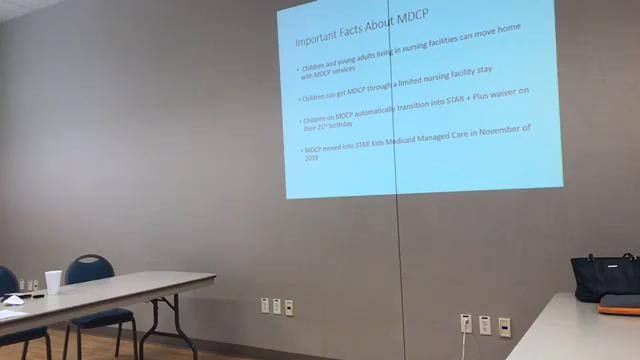 Important Facts About MDCP
• Children and young adults living in nursing facilities can move home
with MDCP services
• Children can get MDCP through a limited nursing facility stay
• Children on MDCP automatically transition into STAR + Plus waiver on
their 21st birthday
• MDCP moved into STAR Kids Medicaid Managed Care in November of
2016